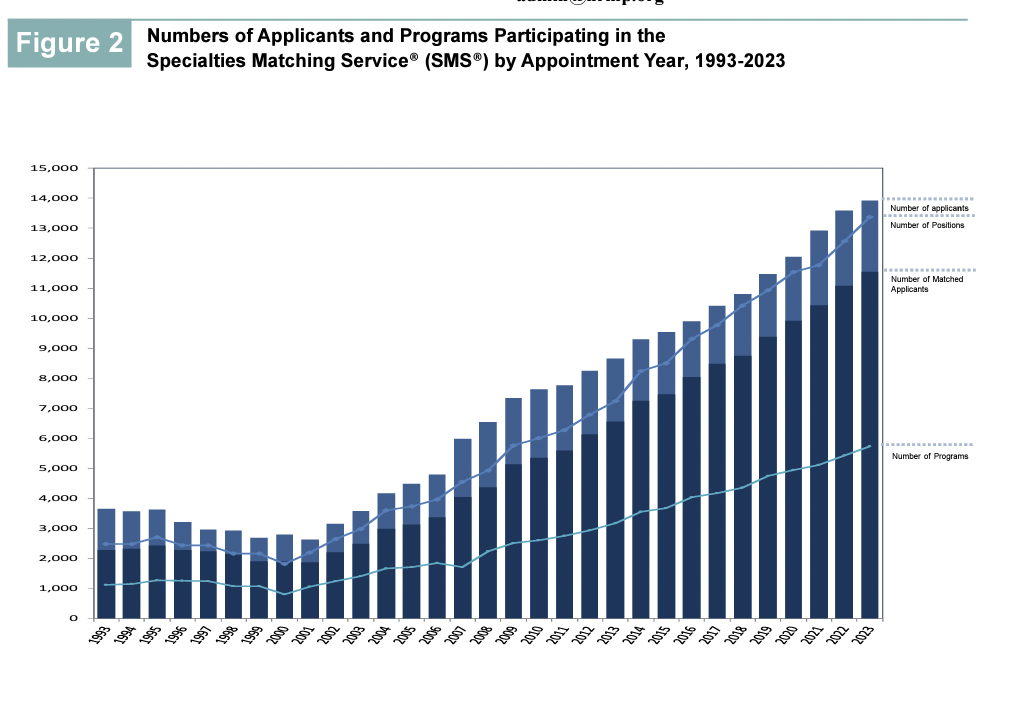 Figure 2
Numbers of Applicants and Programs Participating in the
Specialties Matching Service® (SMS®) by Appointment Year, 1993-2023
15,000
14,000
13,000
12,000
11,000
10,000
9,000
8,000
7,000
6,000
5,000
4,000
3,000
2,000
1,000
0
Number of applicants
Number of Positions
Number of Matched
Applicants
Number of Programs
1993 1994 1995 1996 1997 1998 1999 2000 2001 2002 2003 2004 2005 2006 2007 2008 2009 2010 2011 2012 2013 2014 2015 2016 2017 2018 2019 2020 2021 2022 2023